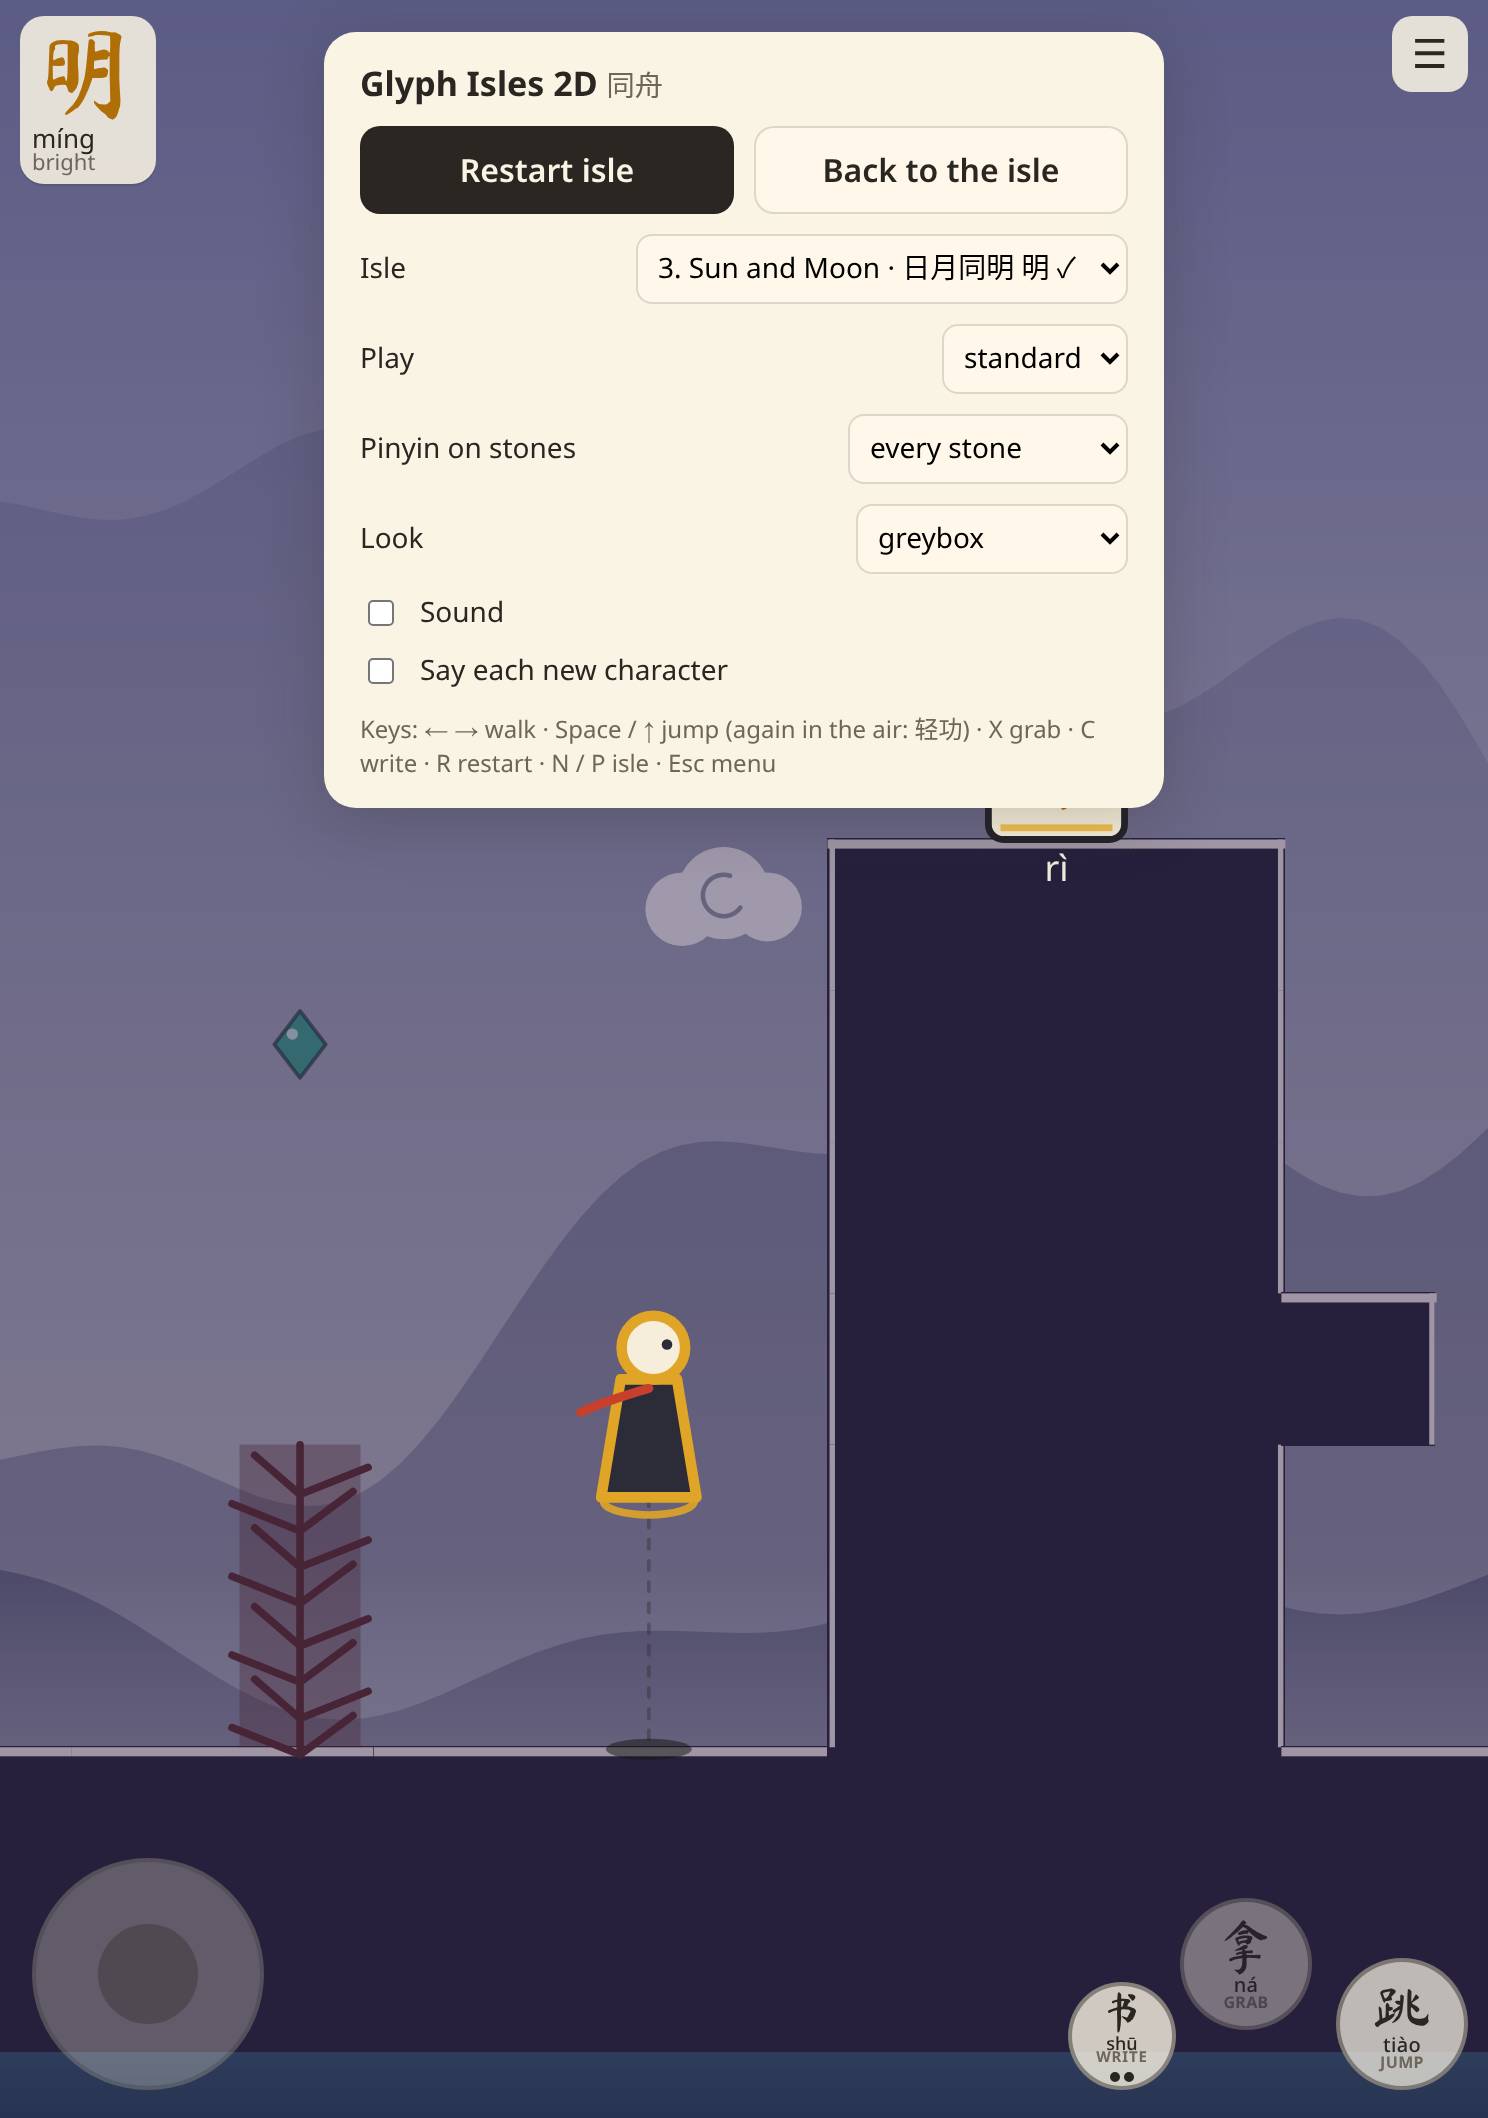 明
míng
bright
☰
Glyph Isles 2D 同舟
Restart isle
Back to the isle
Isle
3. Sun and Moon · 日月同明 明 ✓
Play
standard
Pinyin on stones
every stone
Look
greybox
Sound
Say each new character
Keys: ← → walk · Space / ↑ jump (again in the air: 轻功) · X grab · C
write · R restart · N / P isle · Esc menu
rì
拿
ná
GRAB
书
shū
WRITE
跳
tiào
JUMP